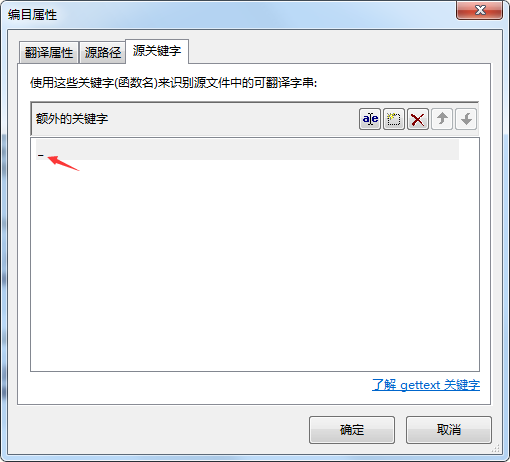 编目属性
翻译属性 源路径 源关键字
使用这些关键字(函数名)来识别源文件中的可翻译字串:
额外的关键字
_
了解 gettext 关键字
确定 取消